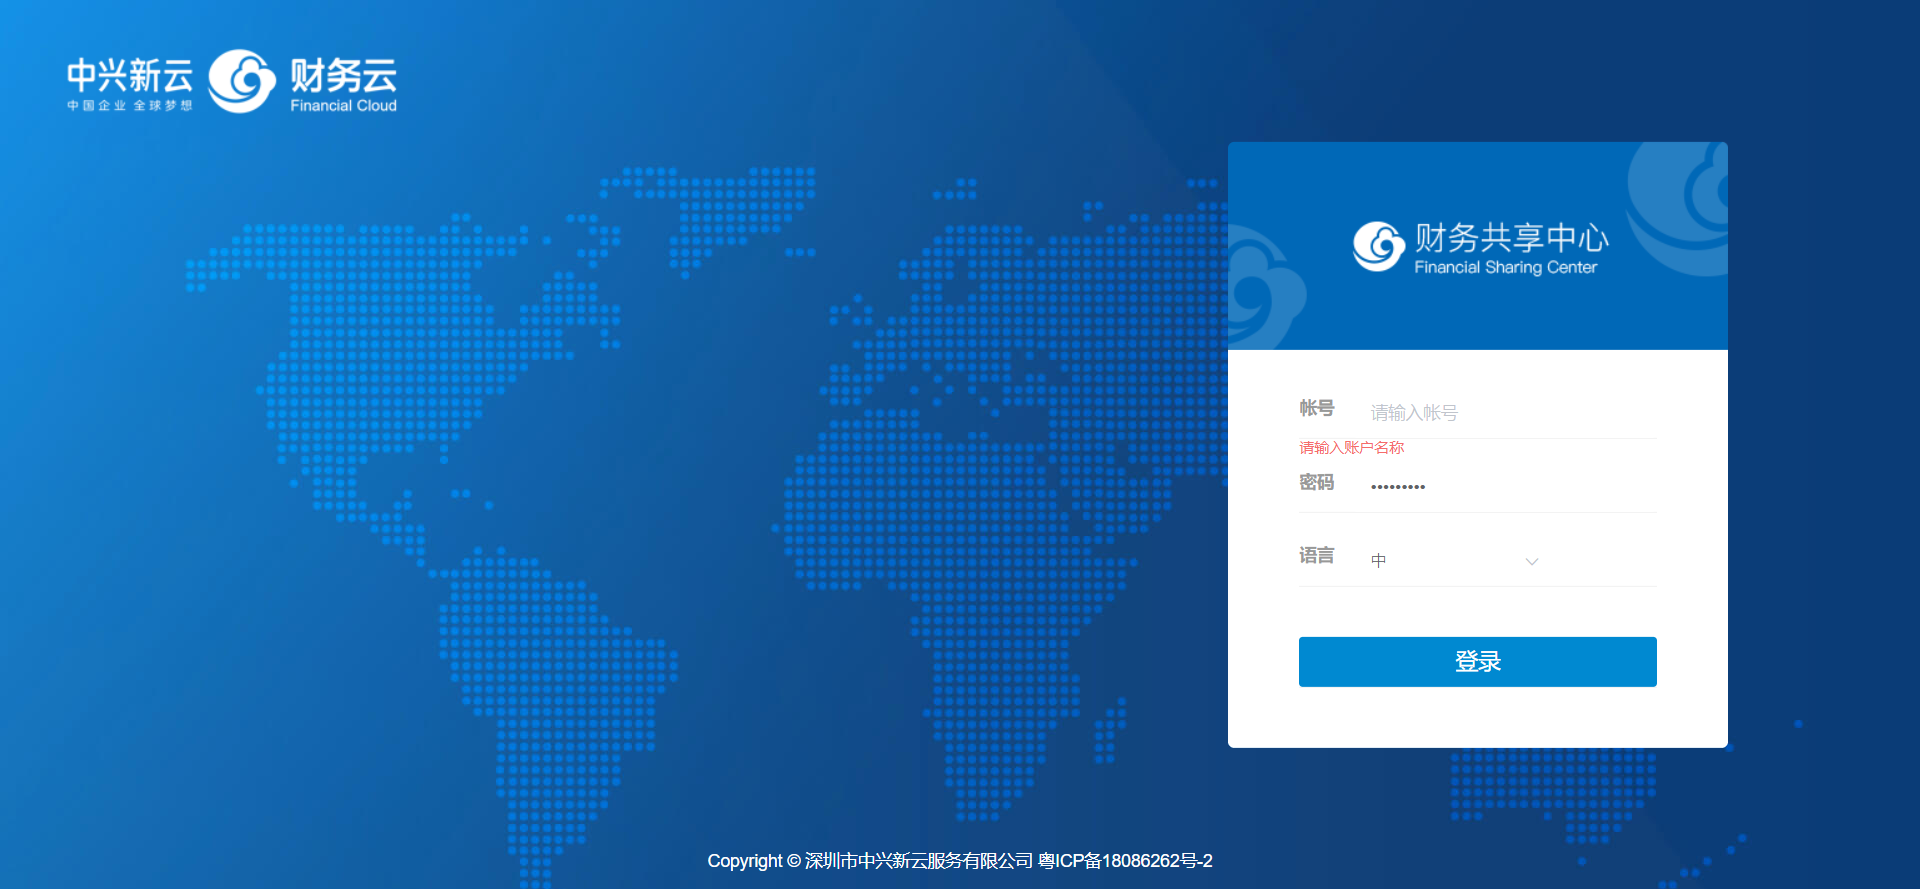 中兴新云
中国企业 全球梦想
财务云
Financial Cloud
财务共享中心
Financial Sharing Center
帐号 请输入帐号
请输入账户名称
密码 •••••••••
语言 中
登录
Copyright © 深圳市中兴新云服务有限公司 粤ICP备18086262号-2